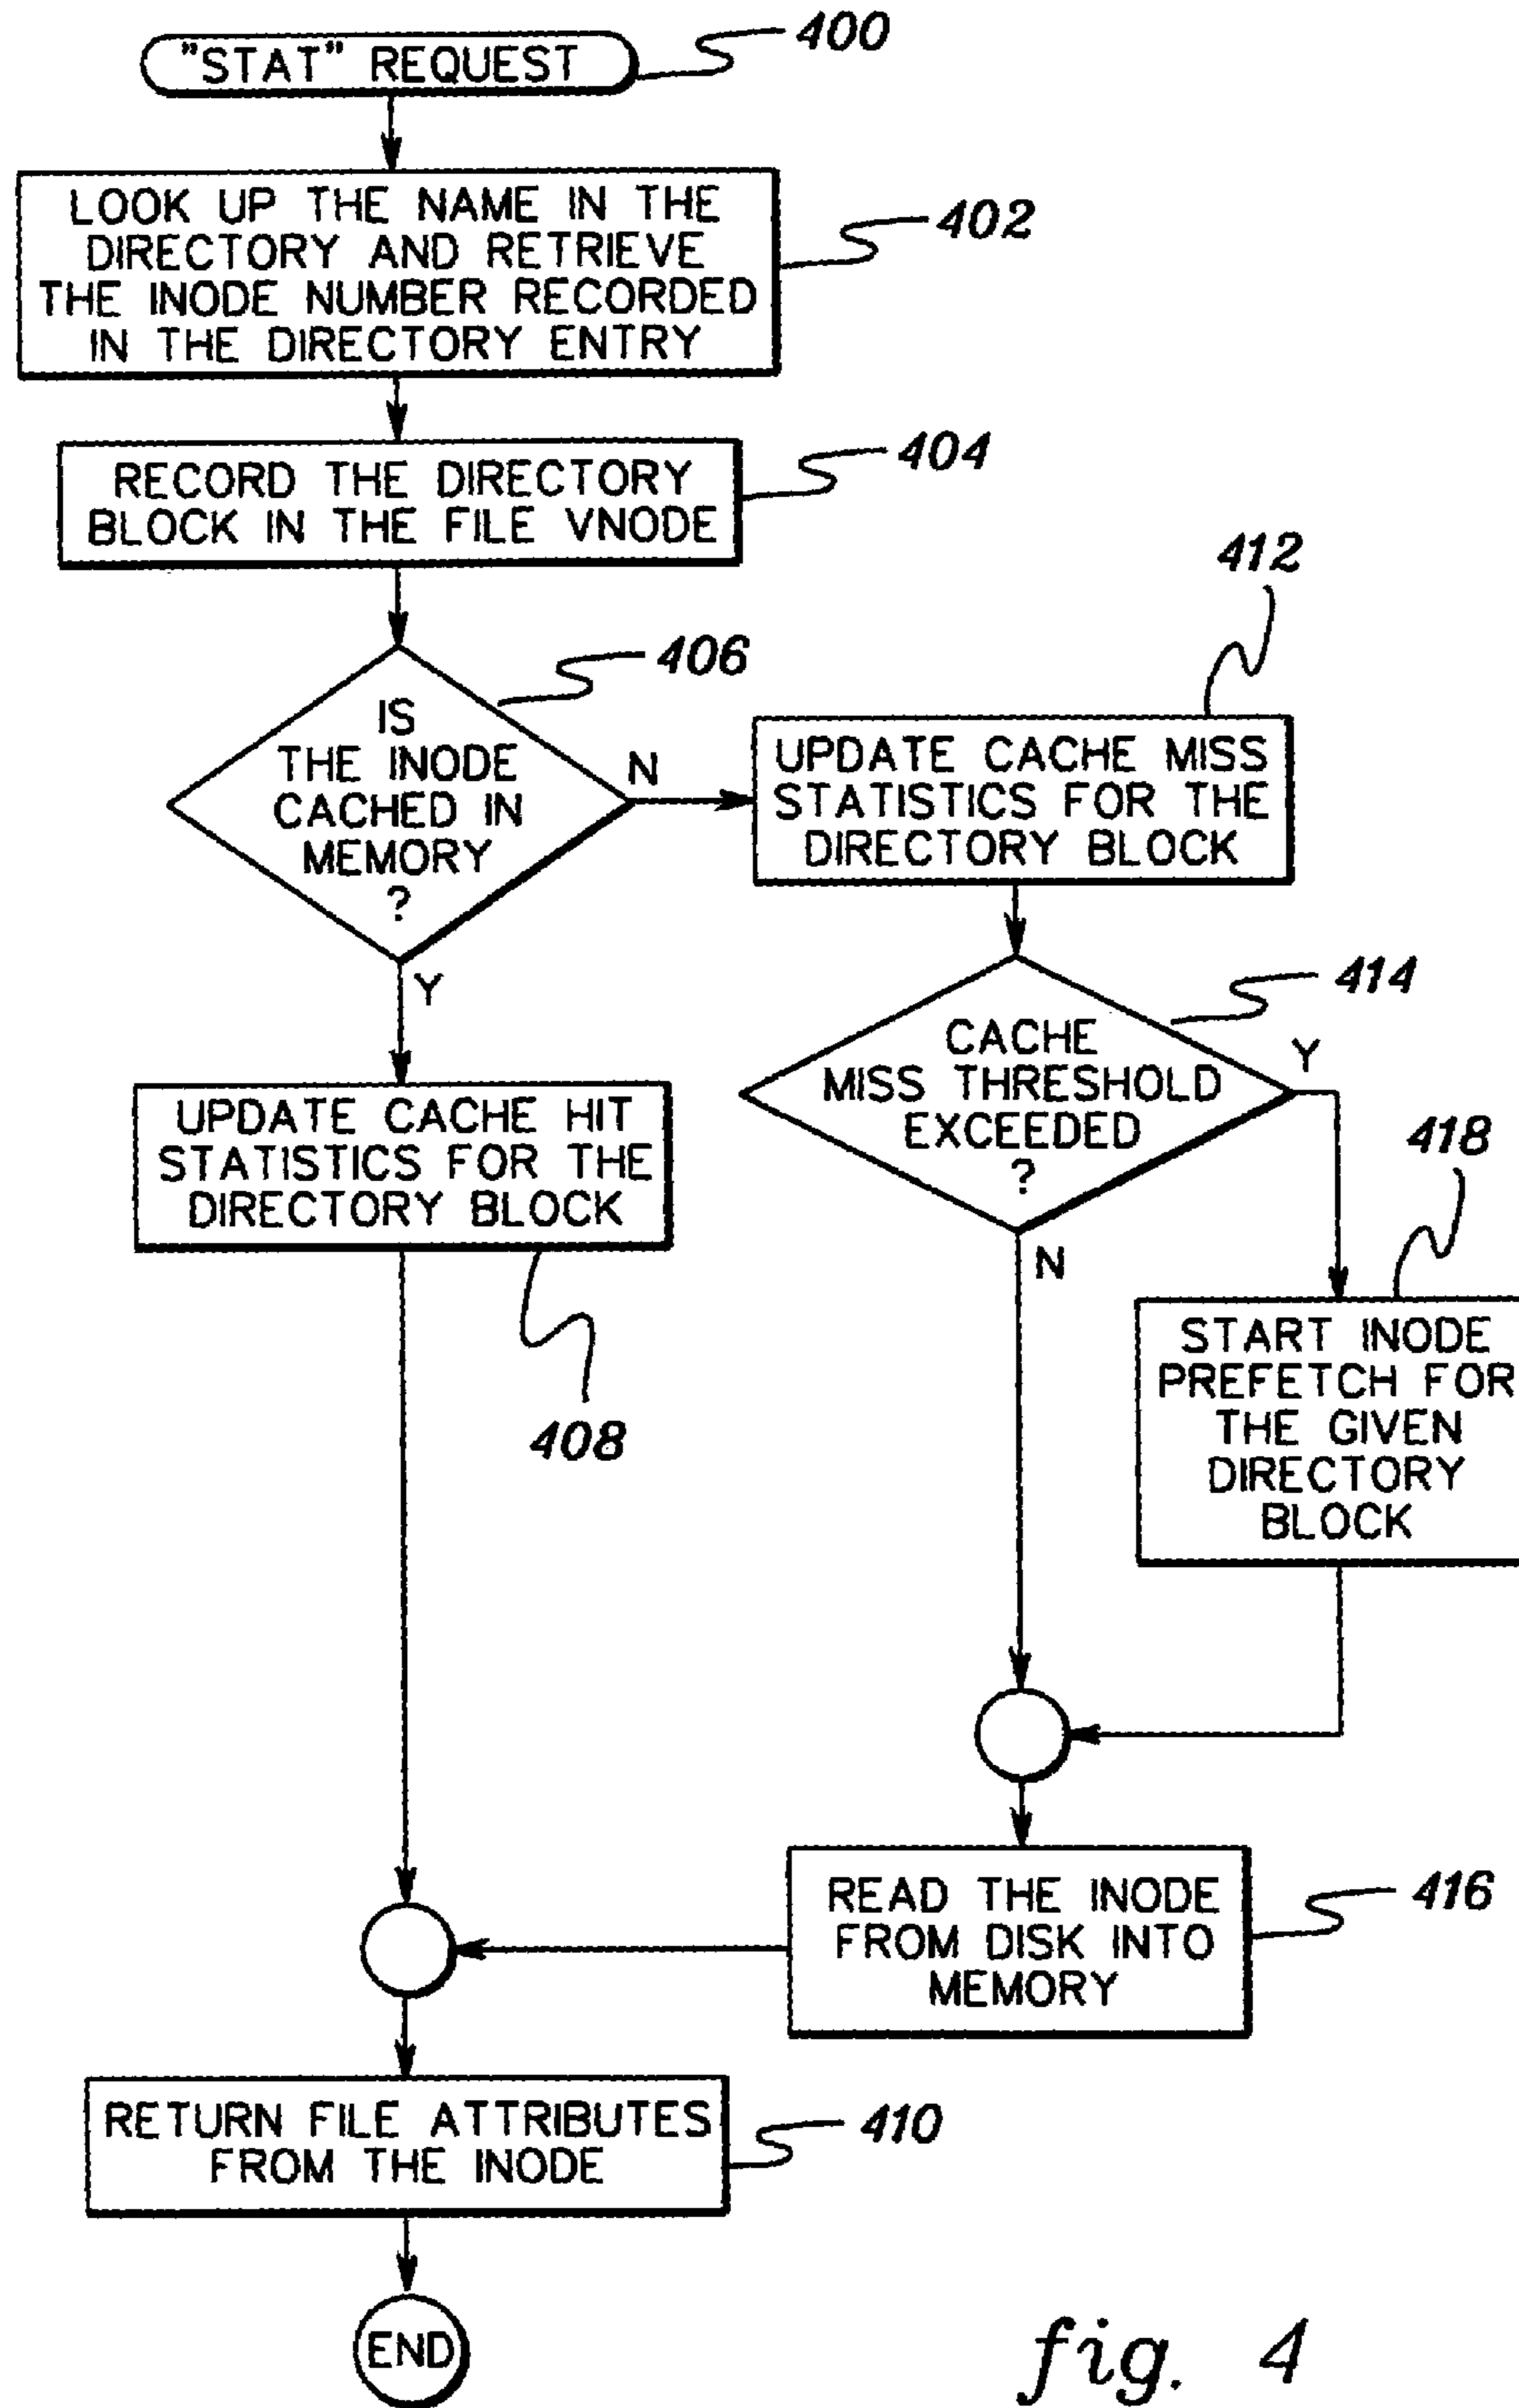 "STAT" REQUEST
400
LOOK UP THE NAME IN THE
DIRECTORY AND RETRIEVE
THE INODE NUMBER RECORDED
IN THE DIRECTORY ENTRY
402
RECORD THE DIRECTORY
BLOCK IN THE FILE VNODE
404
IS
THE INODE
CACHED IN
MEMORY
?
406
N
Y
412
UPDATE CACHE MISS
STATISTICS FOR THE
DIRECTORY BLOCK
CACHE
MISS THRESHOLD
EXCEEDED
?
414
Y
N
UPDATE CACHE HIT
STATISTICS FOR THE
DIRECTORY BLOCK
408
418
START INODE
PREFETCH FOR
THE GIVEN
DIRECTORY
BLOCK
READ THE INODE
FROM DISK INTO
MEMORY
416
RETURN FILE ATTRIBUTES
FROM THE INODE
410
END
fig. 4